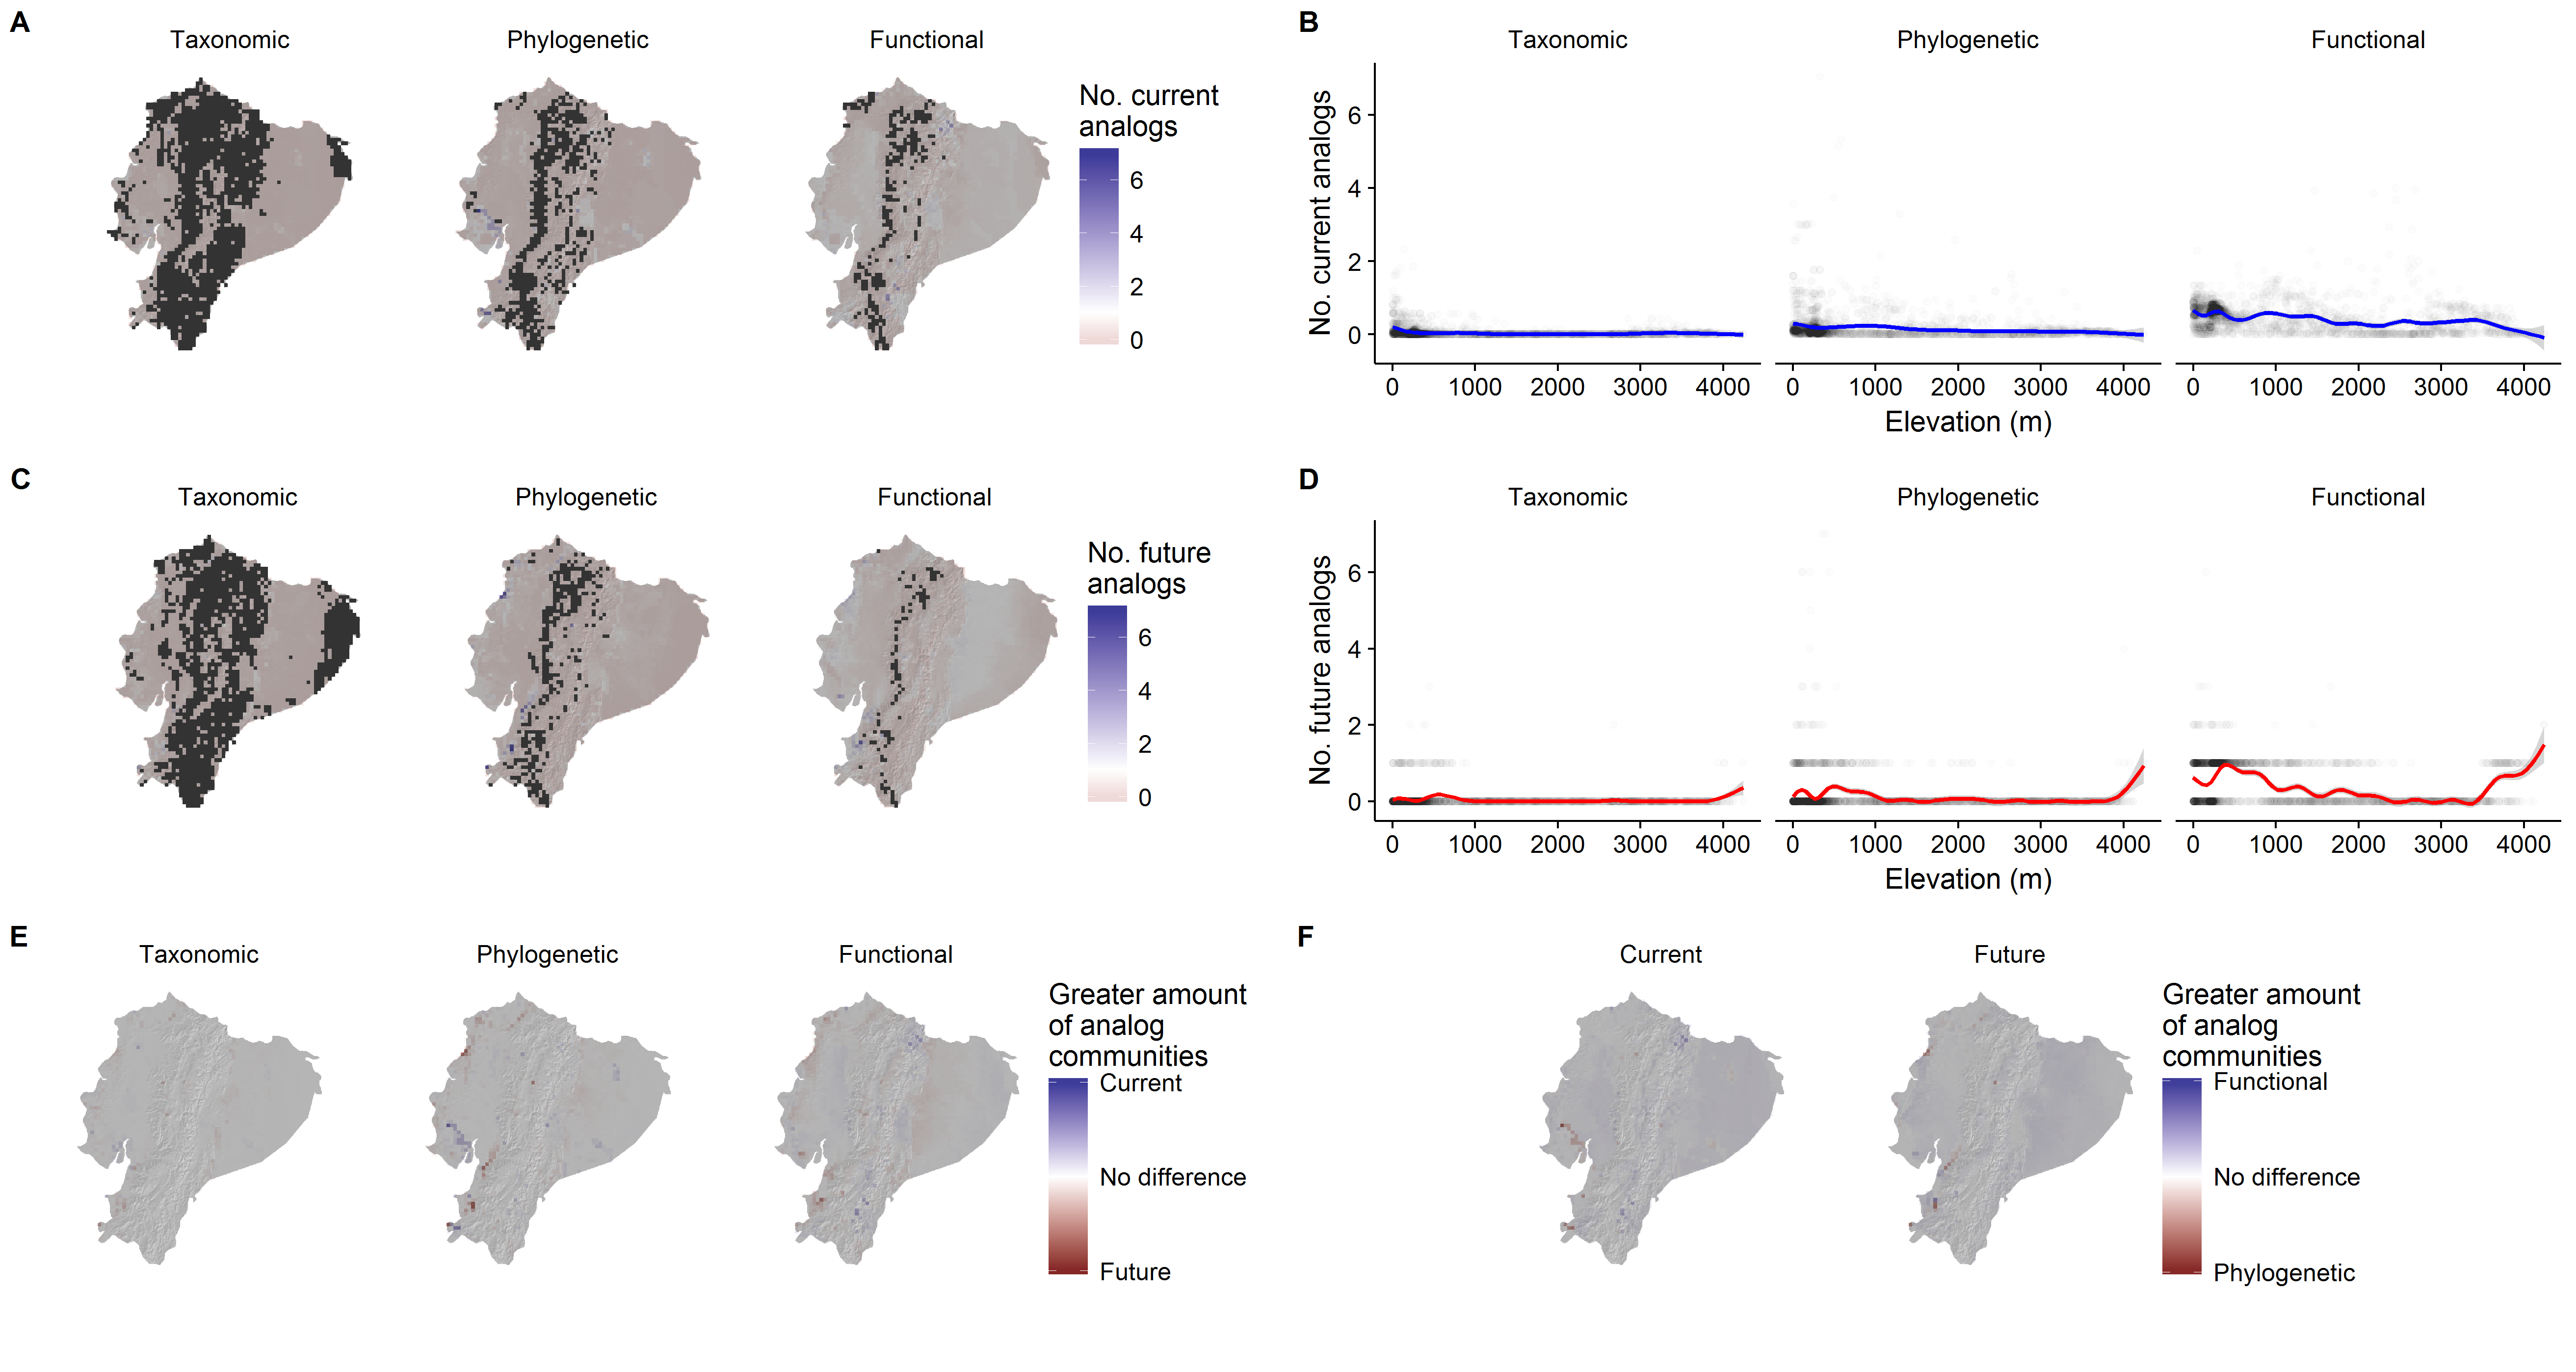 A
Taxonomic
Phylogenetic
Functional
No. current
analogs
6
4
2
0
B
Taxonomic
Phylogenetic
Functional
No. current analogs
6
4
2
0
0 1000 2000 3000 4000
0 1000 2000 3000 4000
0 1000 2000 3000 4000
Elevation (m)
C
Taxonomic
Phylogenetic
Functional
No. future
analogs
6
4
2
0
D
Taxonomic
Phylogenetic
Functional
No. future analogs
6
4
2
0
0 1000 2000 3000 4000
0 1000 2000 3000 4000
0 1000 2000 3000 4000
Elevation (m)
E
Taxonomic
Phylogenetic
Functional
Greater amount
of analog
communities
Current
No difference
Future
F
Current
Future
Greater amount
of analog
communities
Functional
No difference
Phylogenetic